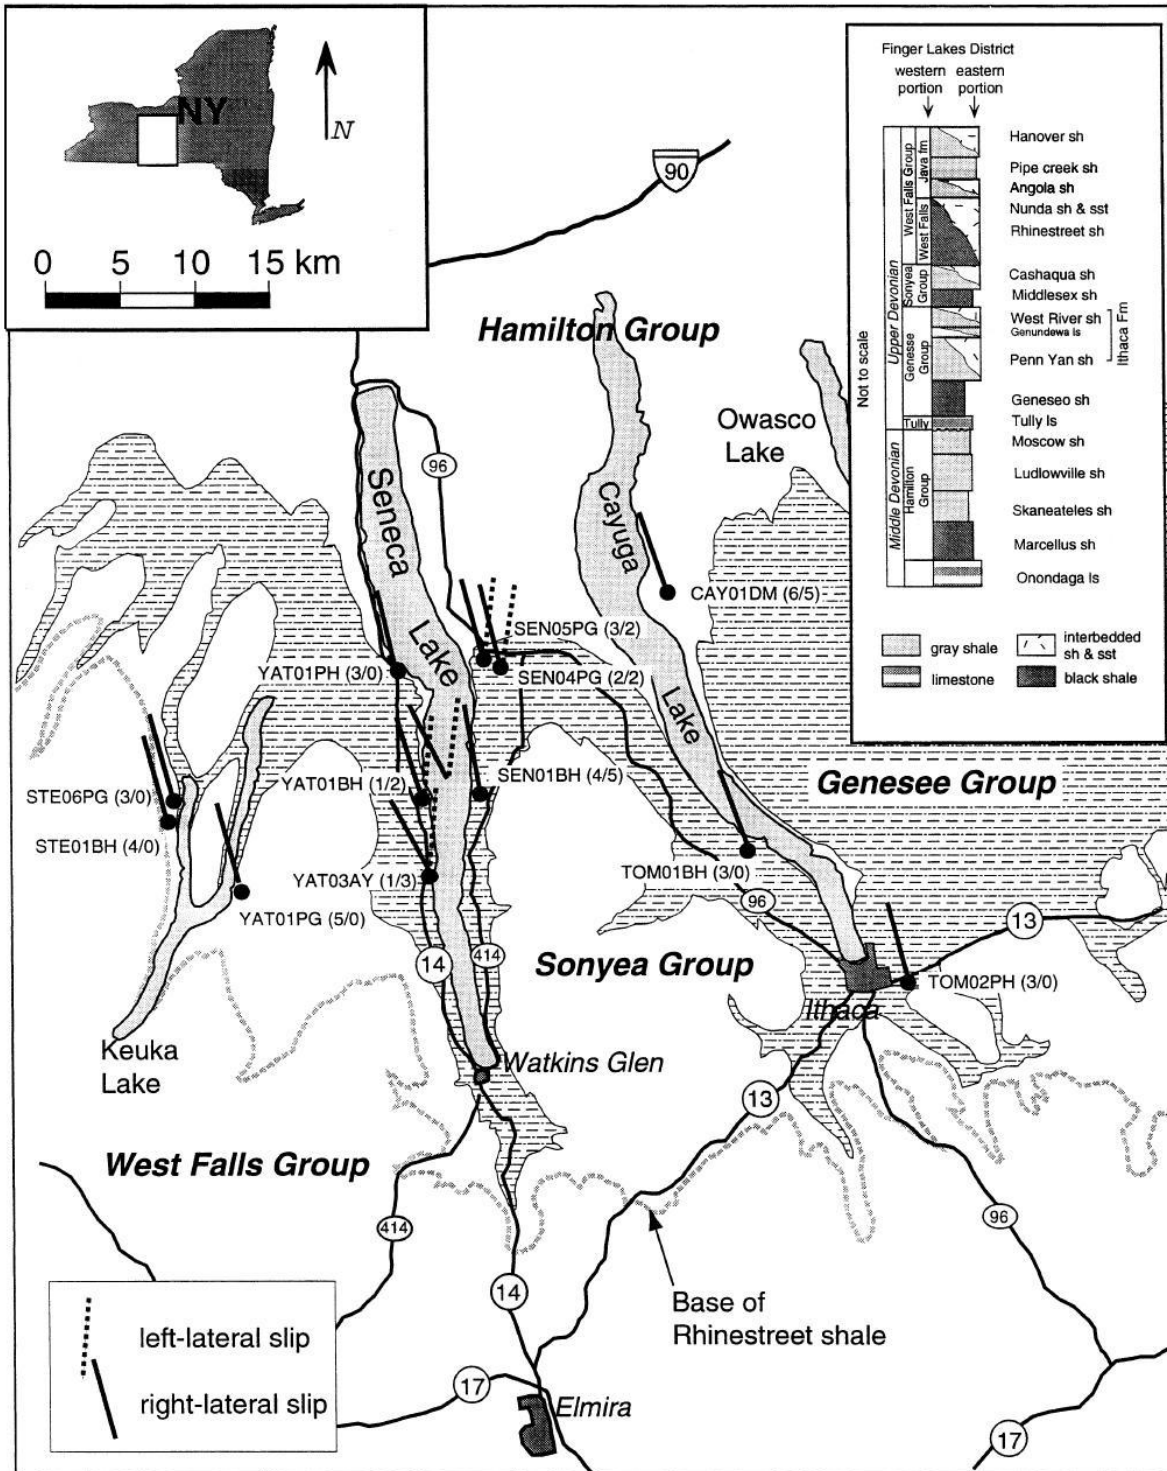 NY
N
0 5 10 15 km
90
Hamilton Group
Owasco
Lake
96
Seneca
Lake
Cayuga
Lake
CAY01DM (6/5)
SEN05PG (3/2)
SEN04PG (2/2)
YAT01PH (3/0)
YAT01BH (1/2)
SEN01BH (4/5)
Genesee Group
STE06PG (3/0)
STE01BH (4/0)
YAT03AY (1/3)
TOM01BH (3/0)
YAT01PG (5/0)
96
13
14
414
Sonyea Group
TOM02PH (3/0)
Ithaca
Keuka
Lake
Watkins Glen
13
West Falls Group
414
96
14
Base of
Rhinestreet shale
17
Elmira
17
left-lateral slip
right-lateral slip
Finger Lakes District
western
portion
eastern
portion
Not to scale
Upper Devonian
Middle Devonian
West Falls Group
Java fm
West Falls
Sonyea
Group
Genesse
Group
Tully
Hamilton
Group
Hanover sh
Pipe creek sh
Angola sh
Nunda sh & sst
Rhinestreet sh
Cashaqua sh
Middlesex sh
West River sh
Genundewa ls
Penn Yan sh
Ithaca Fm
Geneseo sh
Tully ls
Moscow sh
Ludlowville sh
Skaneateles sh
Marcellus sh
Onondaga ls
gray shale
interbedded
sh & sst
limestone
black shale